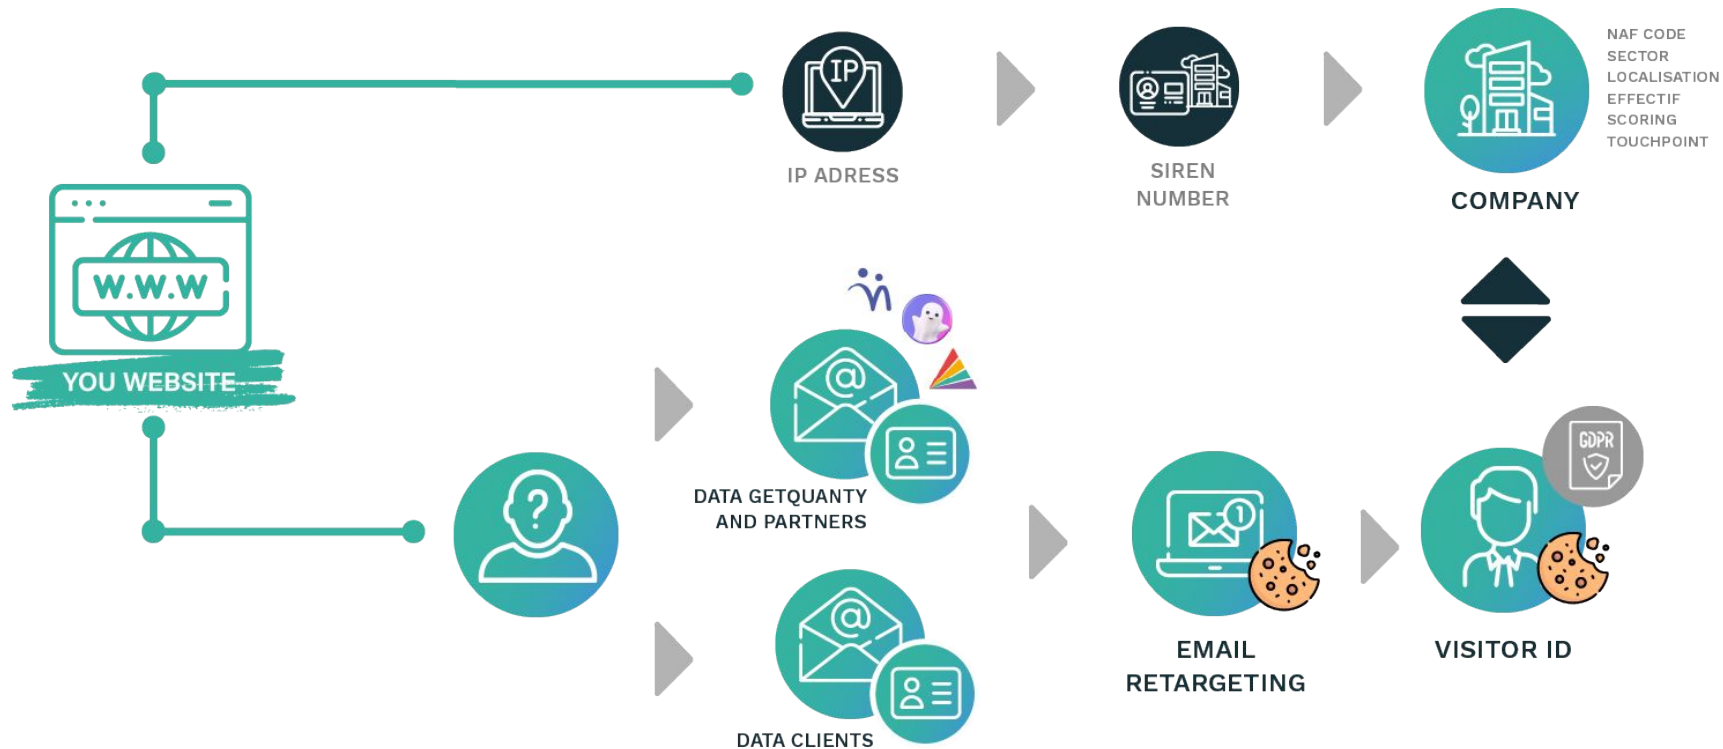 IP
IP ADRESS
SIREN
NUMBER
COMPANY
NAF CODE
SECTOR
LOCALISATION
EFFECTIF
SCORING
TOUCHPOINT
W.W.W
YOU WEBSITE
?
@
DATA GETQUANTY
AND PARTNERS
@
DATA CLIENTS
1
EMAIL
RETARGETING
GDPR
VISITOR ID